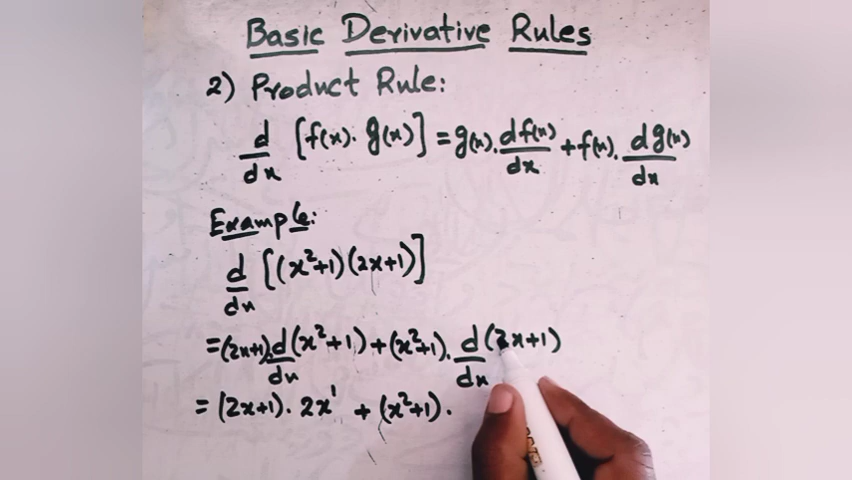 Basic Derivative Rules
2) Product Rule:
d/dx [f(x) · g(x)] = g(x) · df(x)/dx + f(x) · dg(x)/dx
Example:
d/dx [(x²+1)(2x+1)]
= (2x+1) · d/dx (x²+1) + (x²+1) · d/dx (2x+1)
= (2x+1) · 2x¹ + (x²+1) ·